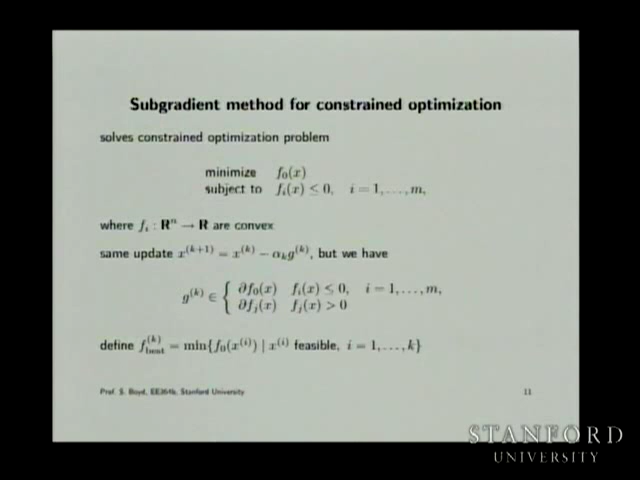 Subgradient method for constrained optimization
solves constrained optimization problem
minimize f₀(x)
subject to fᵢ(x) ≤ 0, i = 1, . . . , m,
where fᵢ : Rⁿ → R are convex
same update x⁽ᵏ⁺¹⁾ = x⁽ᵏ⁾ − αₖg⁽ᵏ⁾, but we have
g⁽ᵏ⁾ ∈ { ∂f₀(x) fᵢ(x) ≤ 0, i = 1, . . . , m,
∂fⱼ(x) fⱼ(x) > 0
define f_best⁽ᵏ⁾ = min{f₀(x⁽ⁱ⁾) | x⁽ⁱ⁾ feasible, i = 1, . . . , k}
Prof. S. Boyd, EE364b, Stanford University 11
STANFORD
UNIVERSITY